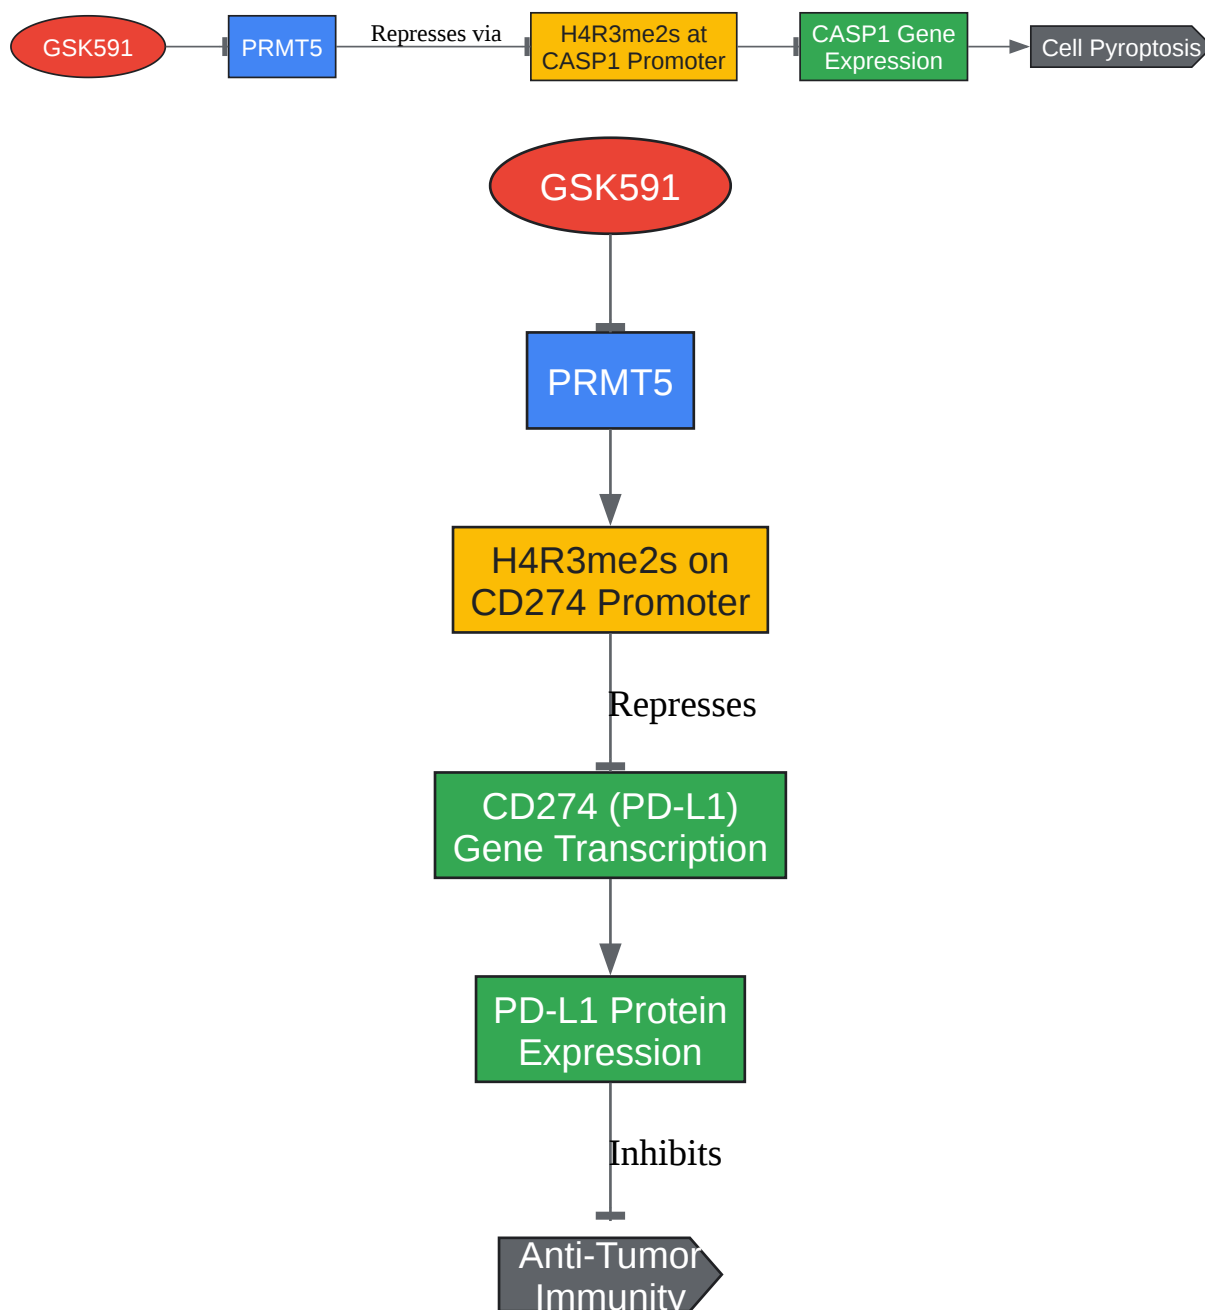 GSK591
PRMT5
Represses via
H4R3me2s at
CASP1 Promoter
CASP1 Gene
Expression
Cell Pyroptosis
GSK591
PRMT5
H4R3me2s on
CD274 Promoter
Represses
CD274 (PD-L1)
Gene Transcription
PD-L1 Protein
Expression
Inhibits
Anti-Tumor
Immunity